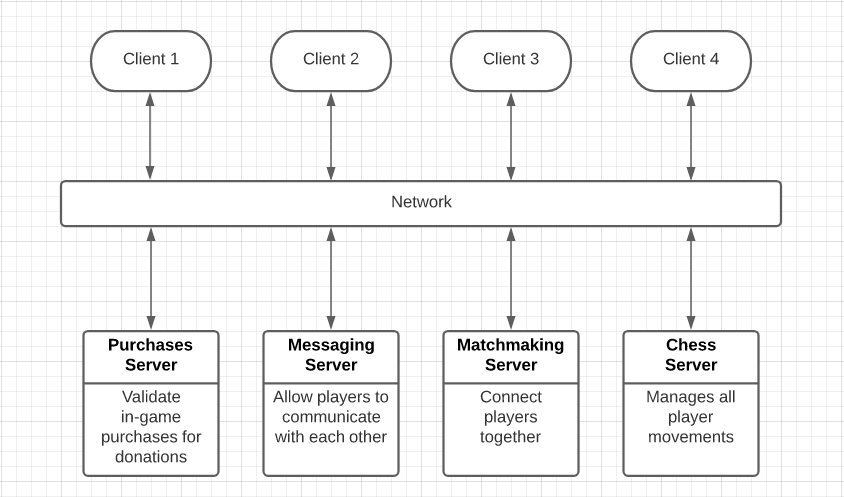 Client 1
Client 2
Client 3
Client 4
Network
Purchases
Server
Validate
in-game
purchases for
donations
Messaging
Server
Allow players to
communicate
with each other
Matchmaking
Server
Connect
players
together
Chess
Server
Manages all
player
movements